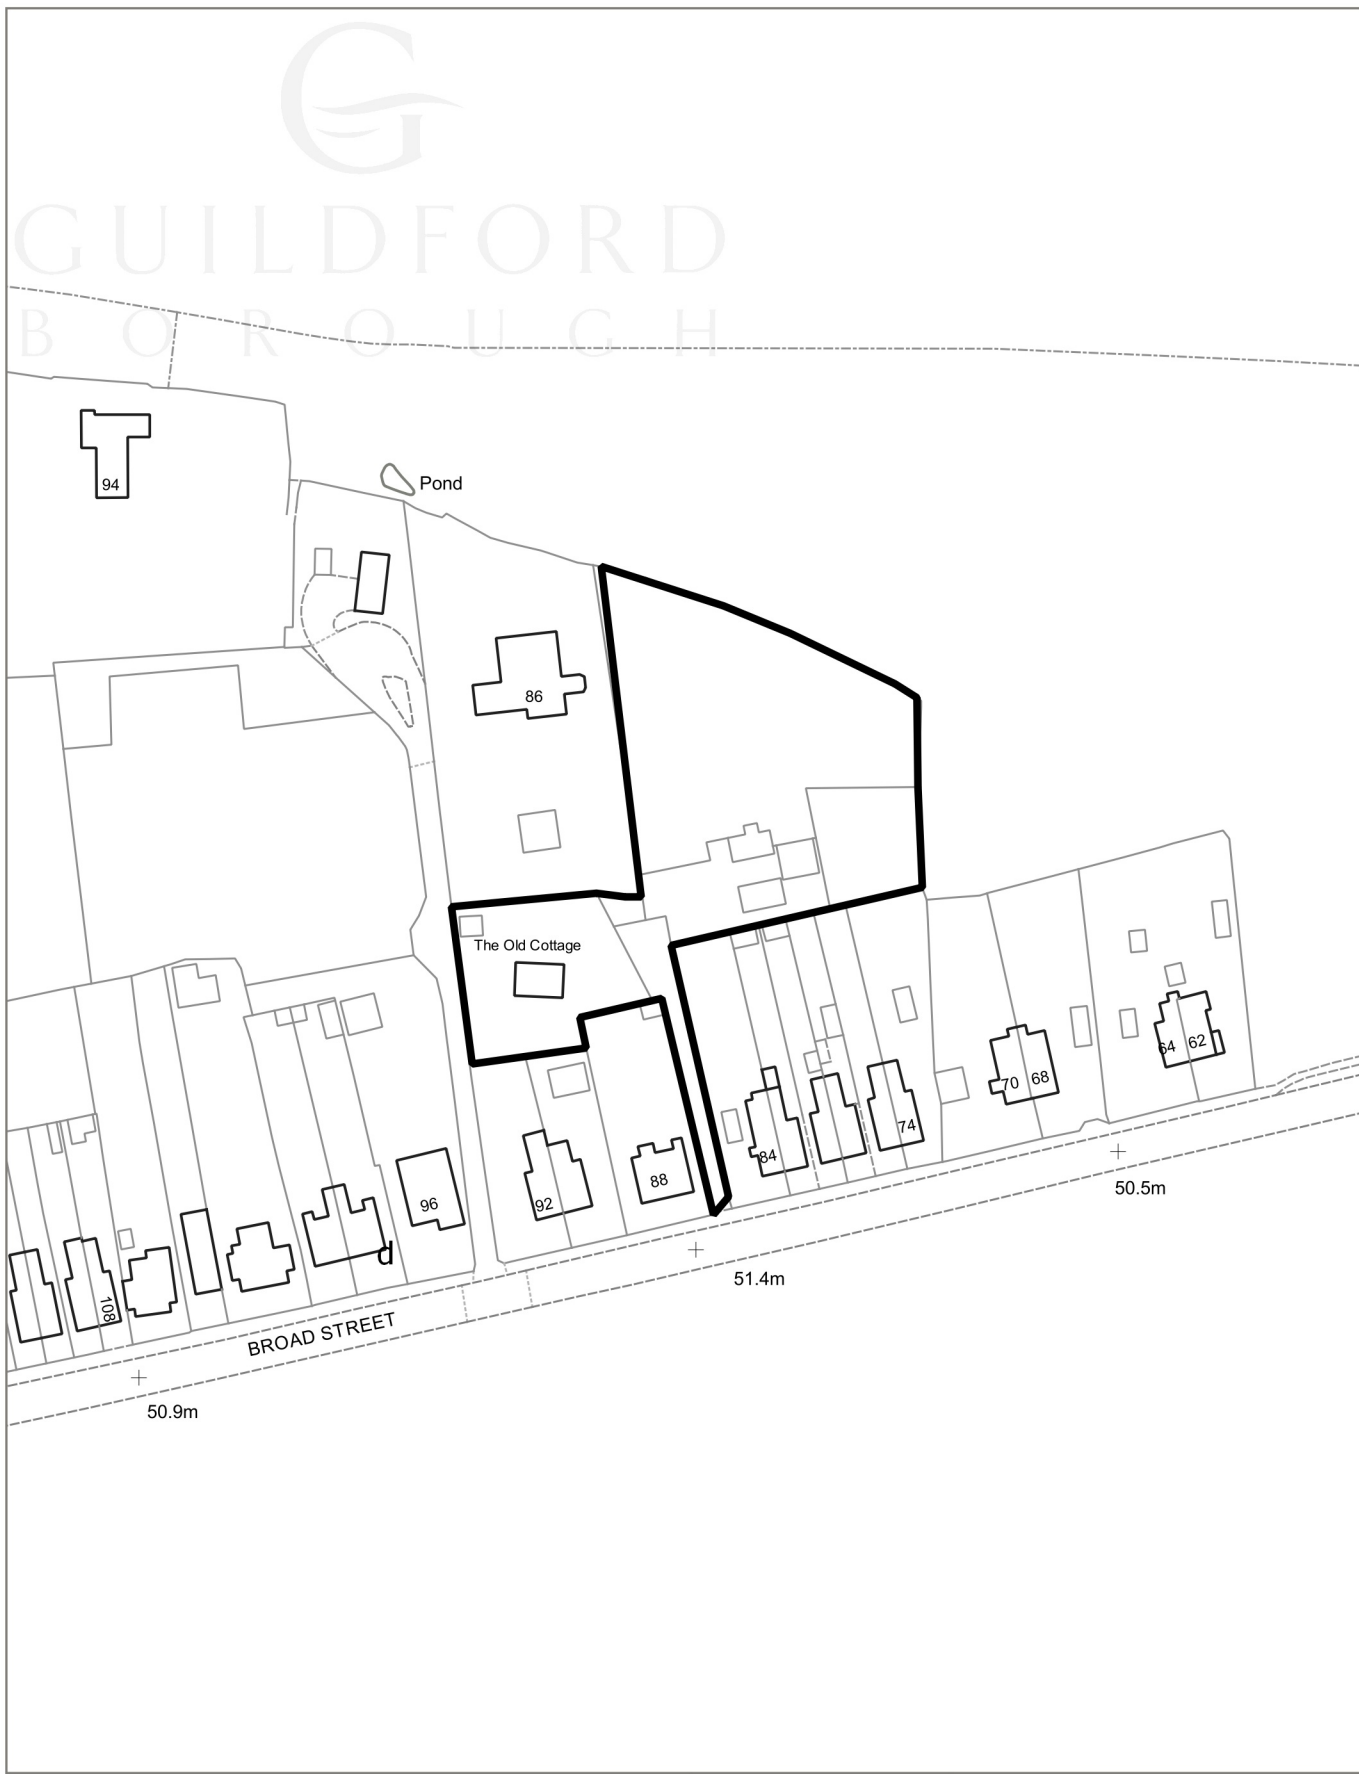 GUILDFORD
BOROUGH
94
Pond
86
The Old Cottage
64
62
70
68
74
84
88
92
96
d
108
50.5m
51.4m
BROAD STREET
50.9m